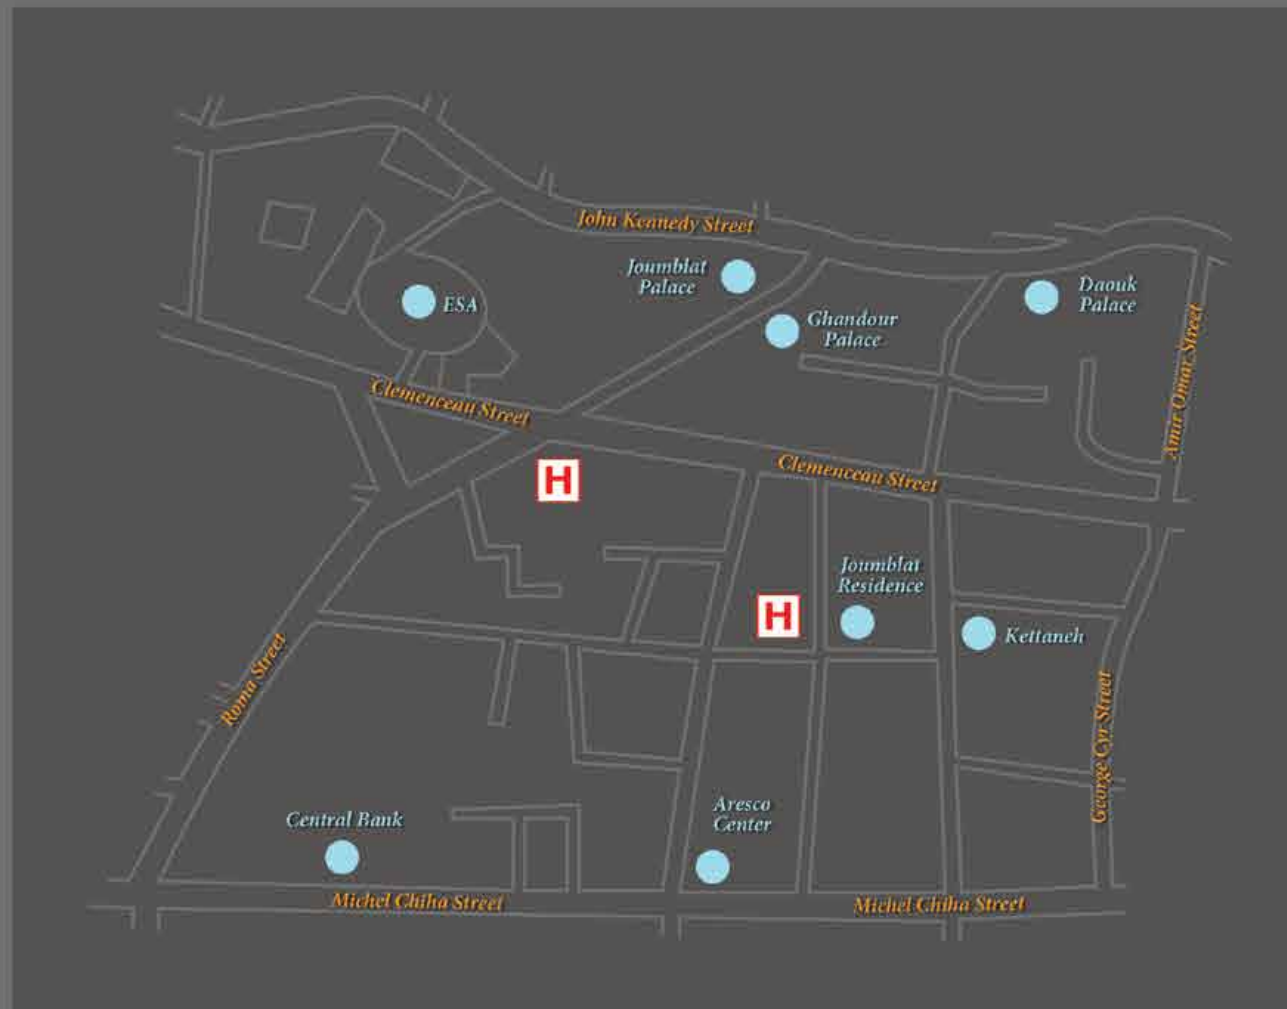 John Kennedy Street
Joumblat
Palace
Daouk
Palace
ESA
Ghandour
Palace
Amir Omar Street
Clemenceau Street
Clemenceau Street
H
Joumblat
Residence
H
Kettaneh
Roma Street
George Cyr Street
Aresco
Center
Central Bank
Michel Chiha Street
Michel Chiha Street